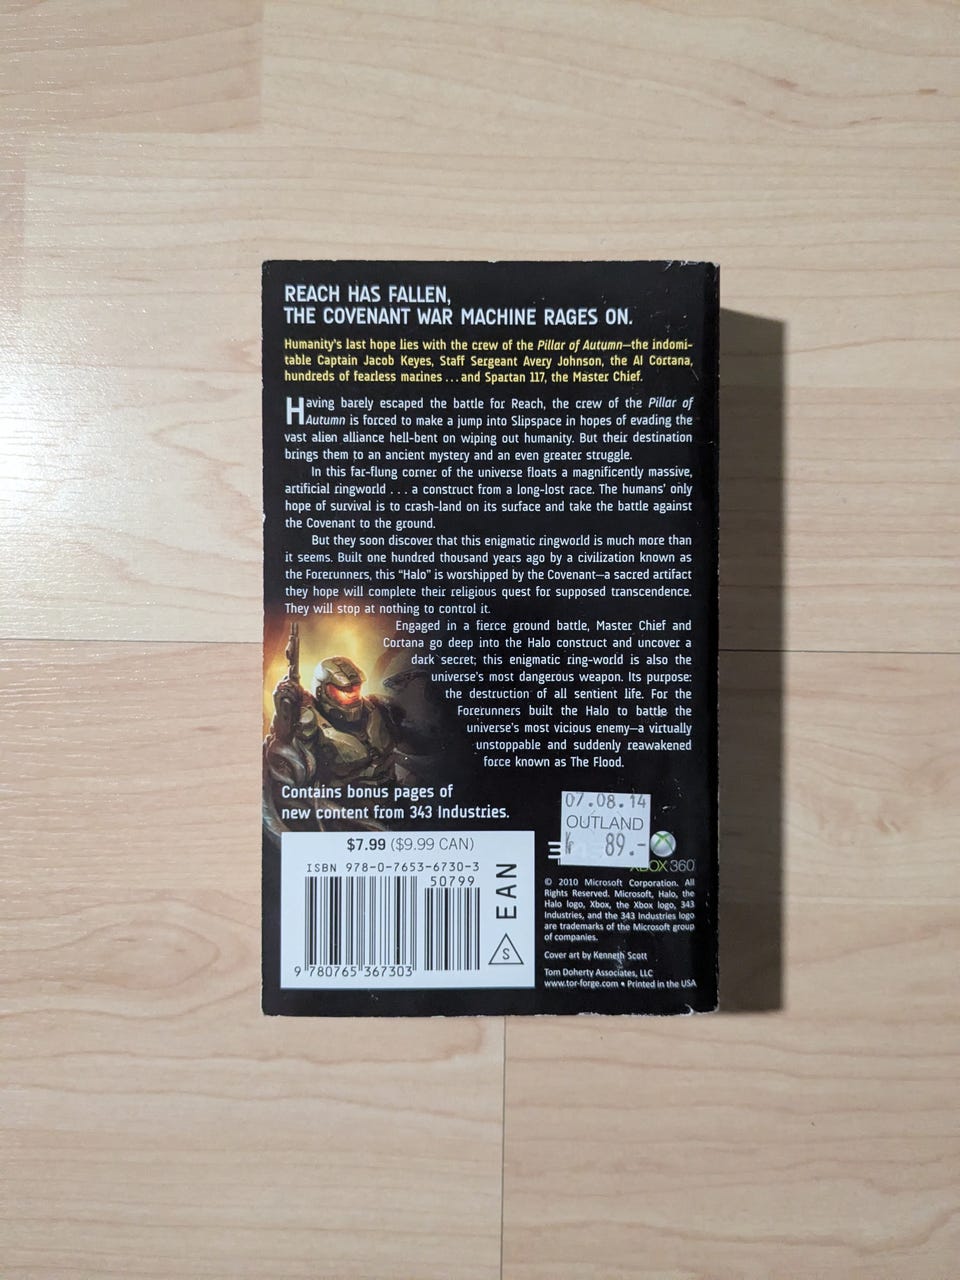 REACH HAS FALLEN,
THE COVENANT WAR MACHINE RAGES ON.
Humanity's last hope lies with the crew of the Pillar of Autumn—the indomi-
table Captain Jacob Keyes, Staff Sergeant Avery Johnson, the AI Cortana,
hundreds of fearless marines . . . and Spartan 117, the Master Chief.
Having barely escaped the battle for Reach, the crew of the Pillar of
Autumn is forced to make a jump into Slipspace in hopes of evading the
vast alien alliance hell-bent on wiping out humanity. But their destination
brings them to an ancient mystery and an even greater struggle.
In this far-flung corner of the universe floats a magnificently massive,
artificial ringworld . . . a construct from a long-lost race. The humans' only
hope of survival is to crash-land on its surface and take the battle against
the Covenant to the ground.
But they soon discover that this enigmatic ringworld is much more than
it seems. Built one hundred thousand years ago by a civilization known as
the Forerunners, this “Halo” is worshipped by the Covenant—a sacred artifact
they hope will complete their religious quest for supposed transcendence.
They will stop at nothing to control it.
Engaged in a fierce ground battle, Master Chief and
Cortana go deep into the Halo construct and uncover a
dark secret; this enigmatic ring-world is also the
universe's most dangerous weapon. Its purpose:
the destruction of all sentient life. For the
Forerunners built the Halo to battle the
universe's most vicious enemy—a virtually
unstoppable and suddenly reawakened
force known as The Flood.
Contains bonus pages of
new content from 343 Industries.
07.08.14
OUTLAND
89.-
XBOX 360
$7.99 ($9.99 CAN)
ISBN 978-0-7653-6730-3
50799
9 780765 367303
EAN
S
© 2010 Microsoft Corporation. All
Rights Reserved. Microsoft, Halo, the
Halo logo, Xbox, the Xbox logo, 343
Industries, and the 343 Industries logo
are trademarks of the Microsoft group
of companies.
Cover art by Kenneth Scott
Tom Doherty Associates, LLC
www.tor-forge.com • Printed in the USA